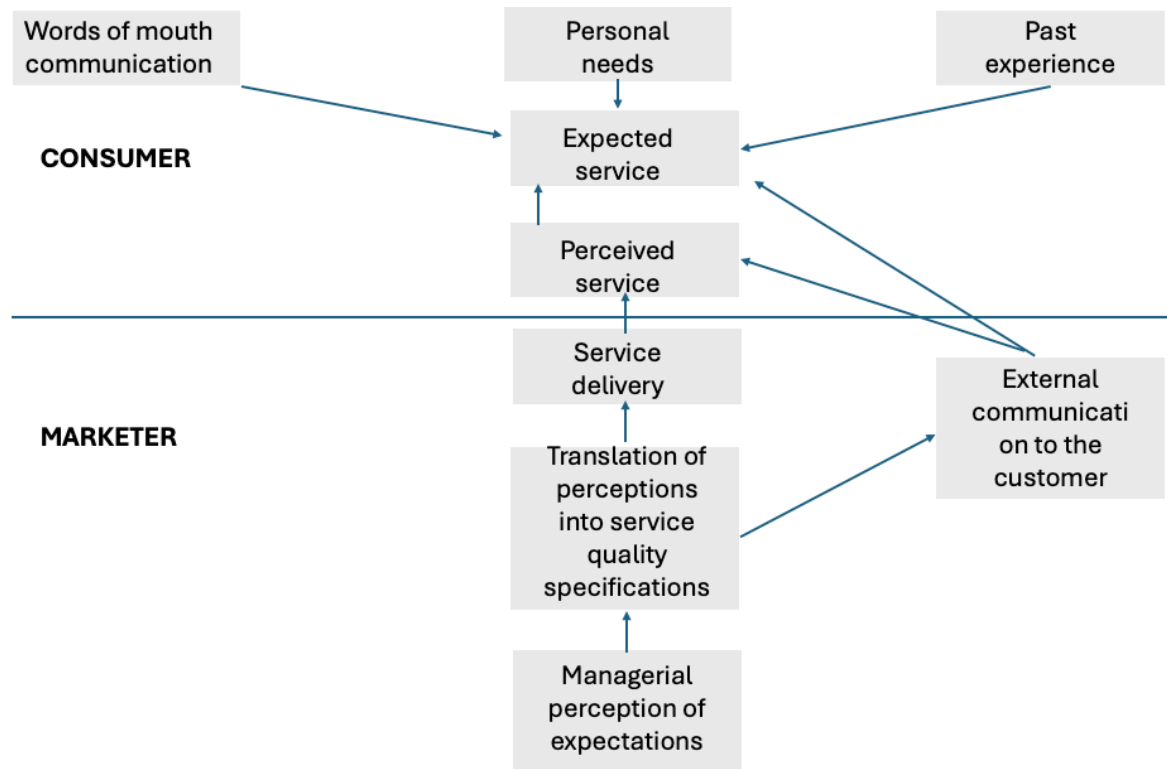 Words of mouth
communication
Personal
needs
Past
experience
Expected
service
CONSUMER
Perceived
service
Service
delivery
External
communicati
on to the
customer
MARKETER
Translation of
perceptions
into service
quality
specifications
Managerial
perception of
expectations